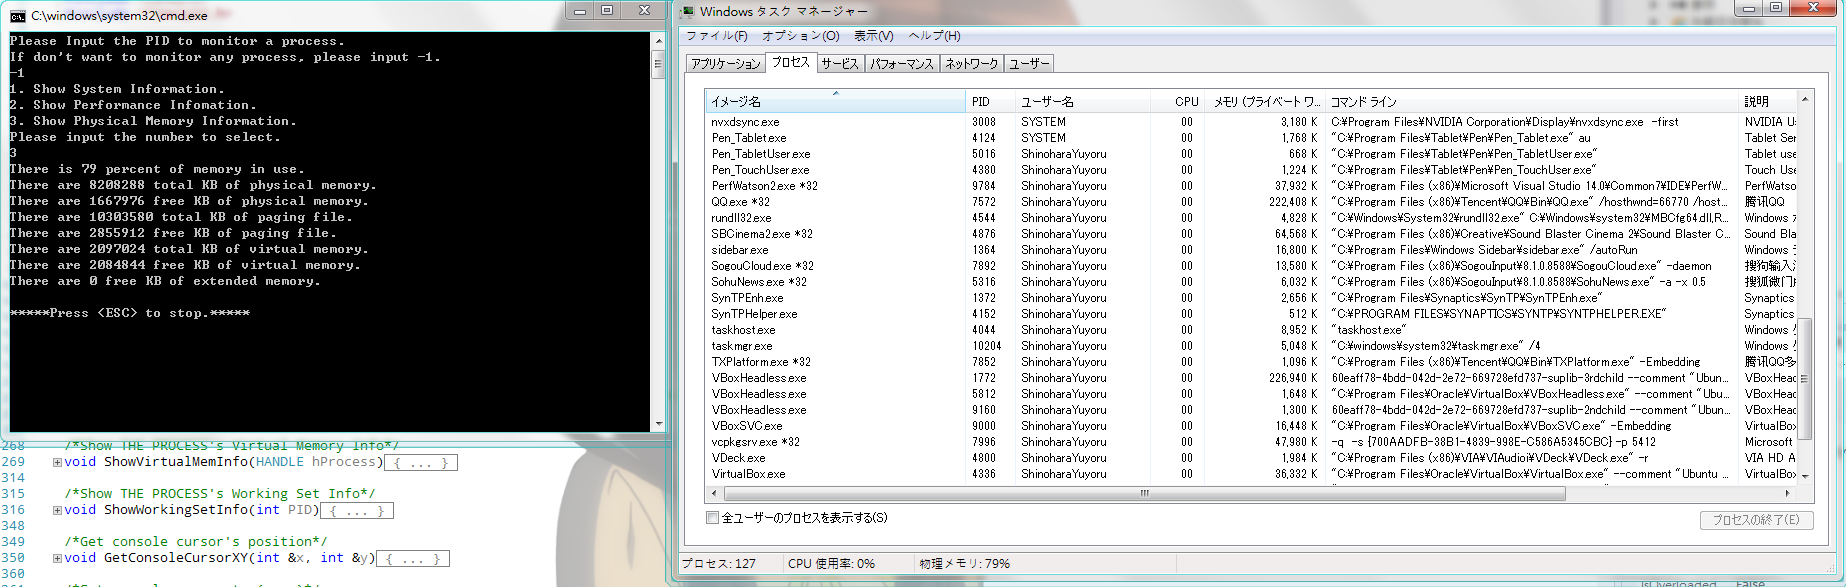 C:\windows\system32\cmd.exe
Please Input the PID to monitor a process.
If don't want to monitor any process, please input -1.
-1
1. Show System Information.
2. Show Performance Infomation.
3. Show Physical Memory Information.
Please input the number to select.
3
There is 79 percent of memory in use.
There are 8208288 total KB of physical memory.
There are 1667976 free KB of physical memory.
There are 10303580 total KB of paging file.
There are 2855912 free KB of paging file.
There are 2097024 total KB of virtual memory.
There are 2084844 free KB of virtual memory.
There are 0 free KB of extended memory.
*****Press <ESC> to stop.*****
268 /*Show THE PROCESS's Virtual Memory Info*/
269 void ShowVirtualMemInfo(HANDLE hProcess) { ... }
314
315 /*Show THE PROCESS's Working Set Info*/
316 void ShowWorkingSetInfo(int PID) { ... }
348
349 /*Get console cursor's position*/
350 void GetConsoleCursorXY(int &x, int &y) { ... }
360
Windows タスク マネージャー
ファイル(F) オプション(O) 表示(V) ヘルプ(H)
アプリケーション プロセス サービス パフォーマンス ネットワーク ユーザー
イメージ名 PID ユーザー名 CPU メモリ (プライベート ワ... コマンド ライン 説明
nvxdsync.exe 3008 SYSTEM 00 3,180 K C:¥Program Files¥NVIDIA Corporation¥Display¥nvxdsync.exe -first NVIDIA U
Pen_Tablet.exe 4124 SYSTEM 00 1,768 K "C:¥Program Files¥Tablet¥Pen¥Pen_Tablet.exe" au Tablet Ser
Pen_TabletUser.exe 5016 ShinoharaYuyoru 00 668 K "C:¥Program Files¥Tablet¥Pen¥Pen_TabletUser.exe" Tablet use
Pen_TouchUser.exe 4380 ShinoharaYuyoru 00 1,224 K "C:¥Program Files¥Tablet¥Pen¥Pen_TouchUser.exe" Touch Use
PerfWatson2.exe *32 9784 ShinoharaYuyoru 00 37,932 K "C:¥Program Files (x86)¥Microsoft Visual Studio 14.0¥Common7¥IDE¥PerfW... PerfWatso
QQ.exe *32 7572 ShinoharaYuyoru 00 222,408 K "C:¥Program Files (x86)¥Tencent¥QQ¥Bin¥QQ.exe" /hosthwnd=66770 /host... 腾讯QQ
rundll32.exe 4544 ShinoharaYuyoru 00 4,828 K "C:¥Windows¥System32¥rundll32.exe" C:¥Windows¥system32¥MBCfg64.dll,R... Windows
SBCinema2.exe *32 4876 ShinoharaYuyoru 00 64,568 K "C:¥Program Files (x86)¥Creative¥Sound Blaster Cinema 2¥Sound Blaster C... Sound Bl
sidebar.exe 1364 ShinoharaYuyoru 00 16,800 K "C:¥Program Files¥Windows Sidebar¥sidebar.exe" /autoRun Windows
SogouCloud.exe *32 7892 ShinoharaYuyoru 00 13,580 K "C:¥Program Files (x86)¥SogouInput¥8.1.0.8588¥SogouCloud.exe" -daemon 搜狗输入
SohuNews.exe *32 5316 ShinoharaYuyoru 00 6,032 K "C:¥Program Files (x86)¥SogouInput¥8.1.0.8588¥SohuNews.exe" -a -x 0.5 搜狐微门
SynTPEnh.exe 1372 ShinoharaYuyoru 00 2,656 K "C:¥Program Files¥Synaptics¥SynTP¥SynTPEnh.exe" Synaptics
SynTPHelper.exe 4152 ShinoharaYuyoru 00 512 K "C:¥PROGRAM FILES¥SYNAPTICS¥SYNTP¥SYNTPHELPER.EXE" Synaptics
taskhost.exe 4044 ShinoharaYuyoru 00 8,952 K "taskhost.exe" Windows
taskmgr.exe 10204 ShinoharaYuyoru 00 5,048 K "C:¥windows¥system32¥taskmgr.exe" /4 Windows
TXPlatform.exe *32 7852 ShinoharaYuyoru 00 1,096 K "C:¥Program Files (x86)¥Tencent¥QQ¥Bin¥TXPlatform.exe" -Embedding 腾讯QQ多
VBoxHeadless.exe 1772 ShinoharaYuyoru 00 226,940 K 60eaff78-4bdd-042d-2e72-669728efd737-suplib-3rdchild --comment "Ubun... VBoxHeac
VBoxHeadless.exe 5812 ShinoharaYuyoru 00 1,648 K "C:¥Program Files¥Oracle¥VirtualBox¥VBoxHeadless.exe" --comment "Ubu... VBoxHeac
VBoxHeadless.exe 9160 ShinoharaYuyoru 00 1,300 K 60eaff78-4bdd-042d-2e72-669728efd737-suplib-2ndchild --comment "Ubun... VBoxHeac
VBoxSVC.exe 9000 ShinoharaYuyoru 00 16,448 K "C:¥Program Files¥Oracle¥VirtualBox¥VBoxSVC.exe" -Embedding VirtualBo
vcpkgsrv.exe *32 7996 ShinoharaYuyoru 00 47,980 K -q -s {700AADFB-38B1-4839-998E-C586A5345CBC} -p 5412 Microsoft
VDeck.exe 4800 ShinoharaYuyoru 00 1,984 K "C:¥Program Files (x86)¥VIA¥VIAudioi¥VDeck¥VDeck.exe" -r VIA HD A
VirtualBox.exe 4336 ShinoharaYuyoru 00 36,332 K "C:¥Program Files¥Oracle¥VirtualBox¥VirtualBox.exe" --comment "Ubuntu ... VirtualBox
全ユーザーのプロセスを表示する(S)
プロセスの終了(E)
プロセス: 127 CPU 使用率: 0% 物理メモリ: 79%